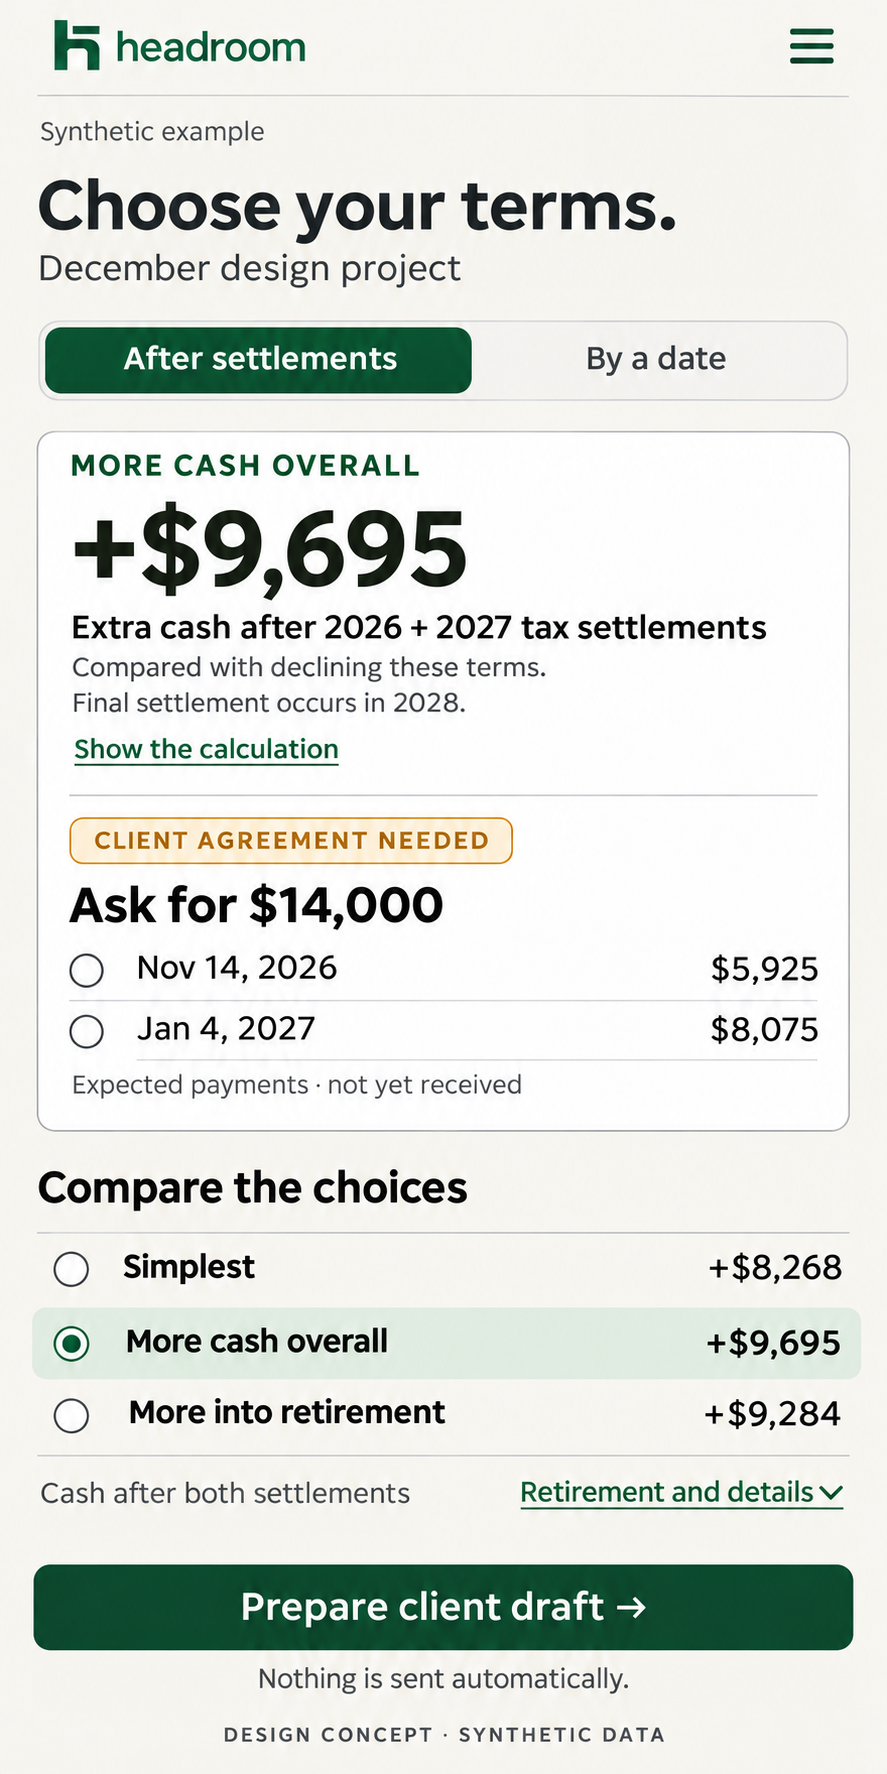 headroom
Synthetic example
Choose your terms.
December design project
After settlements
By a date
MORE CASH OVERALL
+$9,695
Extra cash after 2026 + 2027 tax settlements
Compared with declining these terms.
Final settlement occurs in 2028.
Show the calculation
CLIENT AGREEMENT NEEDED
Ask for $14,000
Nov 14, 2026 $5,925
Jan 4, 2027 $8,075
Expected payments · not yet received
Compare the choices
Simplest +$8,268
More cash overall +$9,695
More into retirement +$9,284
Cash after both settlements Retirement and details
Prepare client draft →
Nothing is sent automatically.
DESIGN CONCEPT · SYNTHETIC DATA